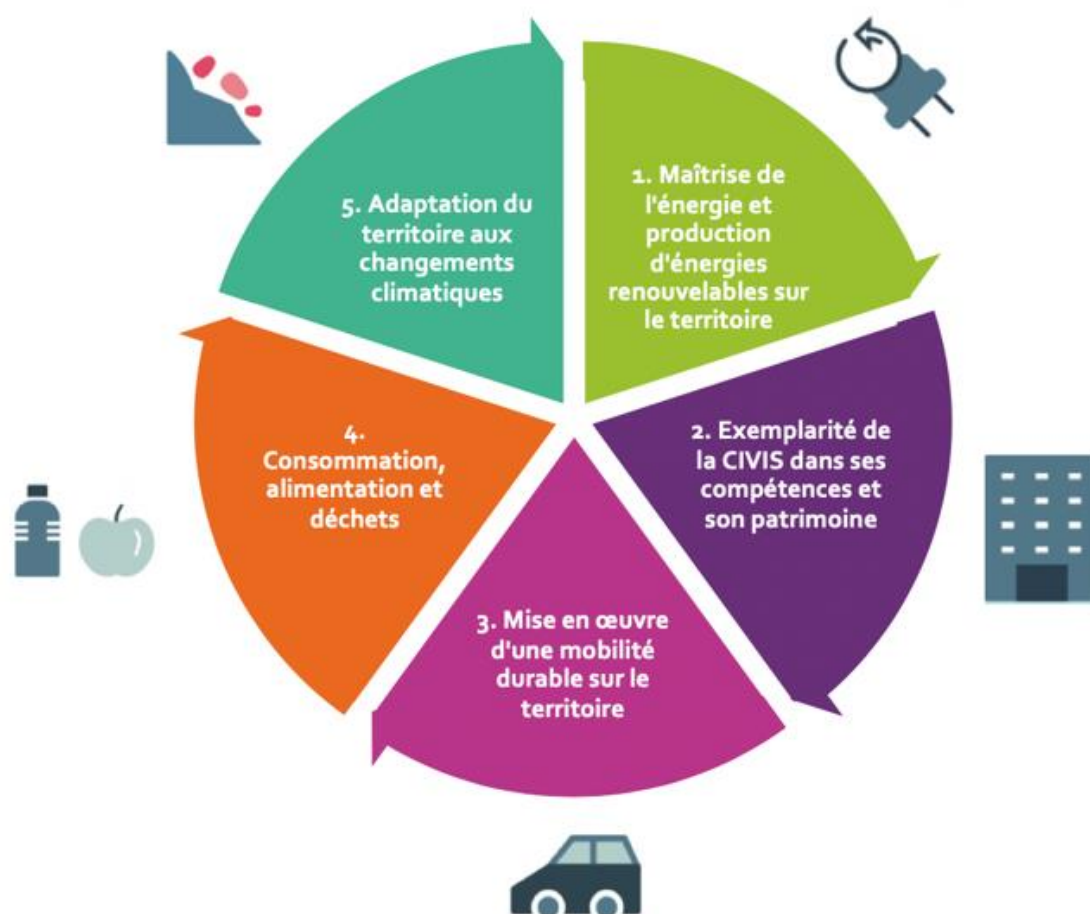 1. Maîtrise de
l'énergie et
production
d'énergies
renouvelables sur
le territoire
2. Exemplarité de
la CIVIS dans ses
compétences et
son patrimoine
3. Mise en œuvre
d'une mobilité
durable sur le
territoire
4.
Consommation,
alimentation et
déchets
5. Adaptation du
territoire aux
changements
climatiques